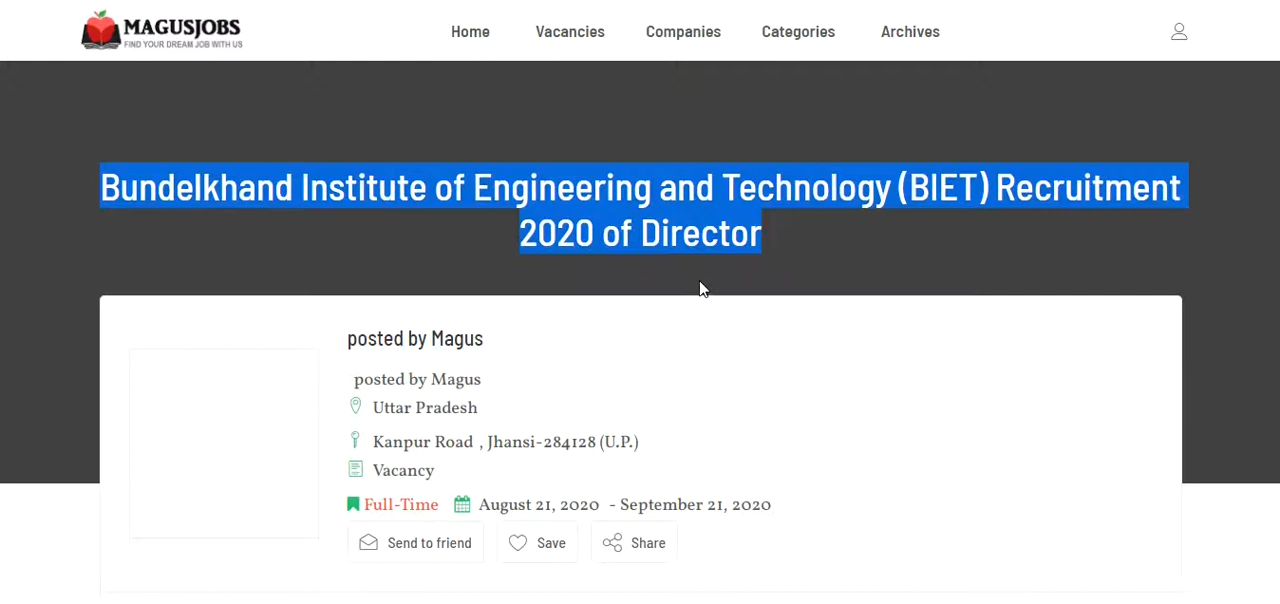 MAGUSJOBS
FIND YOUR DREAM JOB WITH US
Home Vacancies Companies Categories Archives
Bundelkhand Institute of Engineering and Technology (BIET) Recruitment
2020 of Director
posted by Magus
posted by Magus
Uttar Pradesh
Kanpur Road , Jhansi-284128 (U.P.)
Vacancy
Full-Time August 21, 2020 - September 21, 2020
Send to friend Save Share